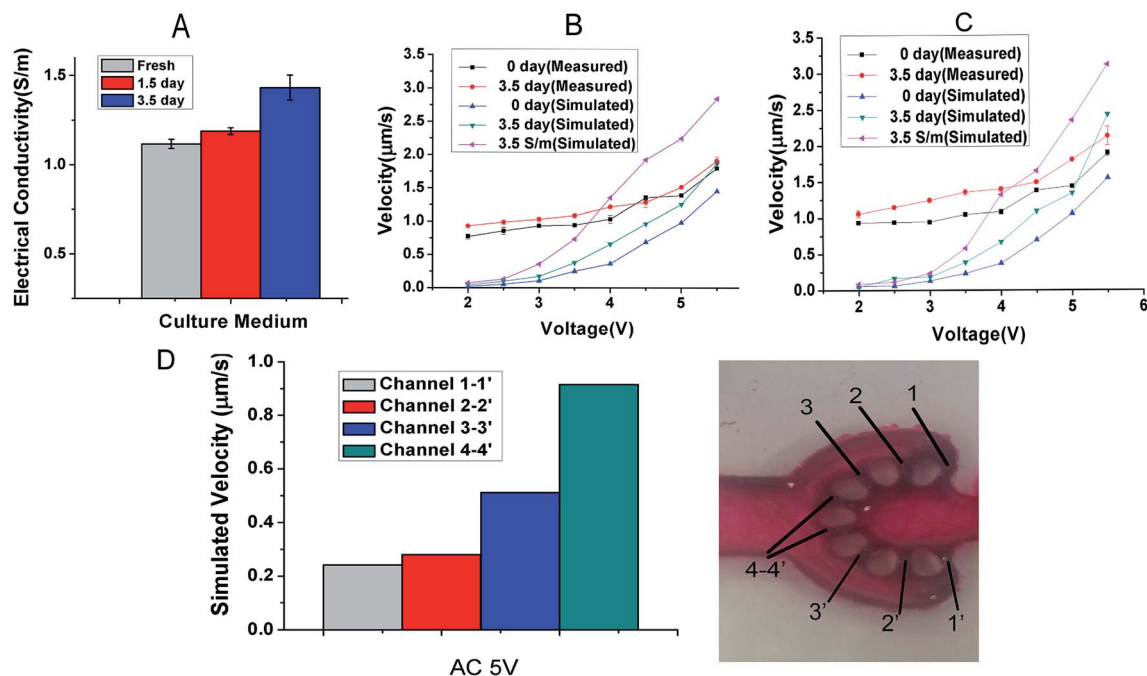 A
Electrical Conductivity(S/m)
Fresh
1.5 day
3.5 day
1.5
1.0
0.5
Culture Medium
B
Velocity(μm/s)
0 day(Measured)
3.5 day(Measured)
0 day(Simulated)
3.5 day(Simulated)
3.5 S/m(Simulated)
3.5
3.0
2.5
2.0
1.5
1.0
0.5
0.0
2 3 4 5
Voltage(V)
C
Velocity(μm/s)
0 day(Measured)
3.5 day(Measured)
0 day(Simulated)
3.5 day(Simulated)
3.5 S/m(Simulated)
3.5
3.0
2.5
2.0
1.5
1.0
0.5
0.0
2 3 4 5 6
Voltage(V)
D
Simulated Velocity (μm/s)
Channel 1-1'
Channel 2-2'
Channel 3-3'
Channel 4-4'
1.0
0.8
0.6
0.4
0.2
0.0
AC 5V
3 2 1
4-4'
3' 2' 1'